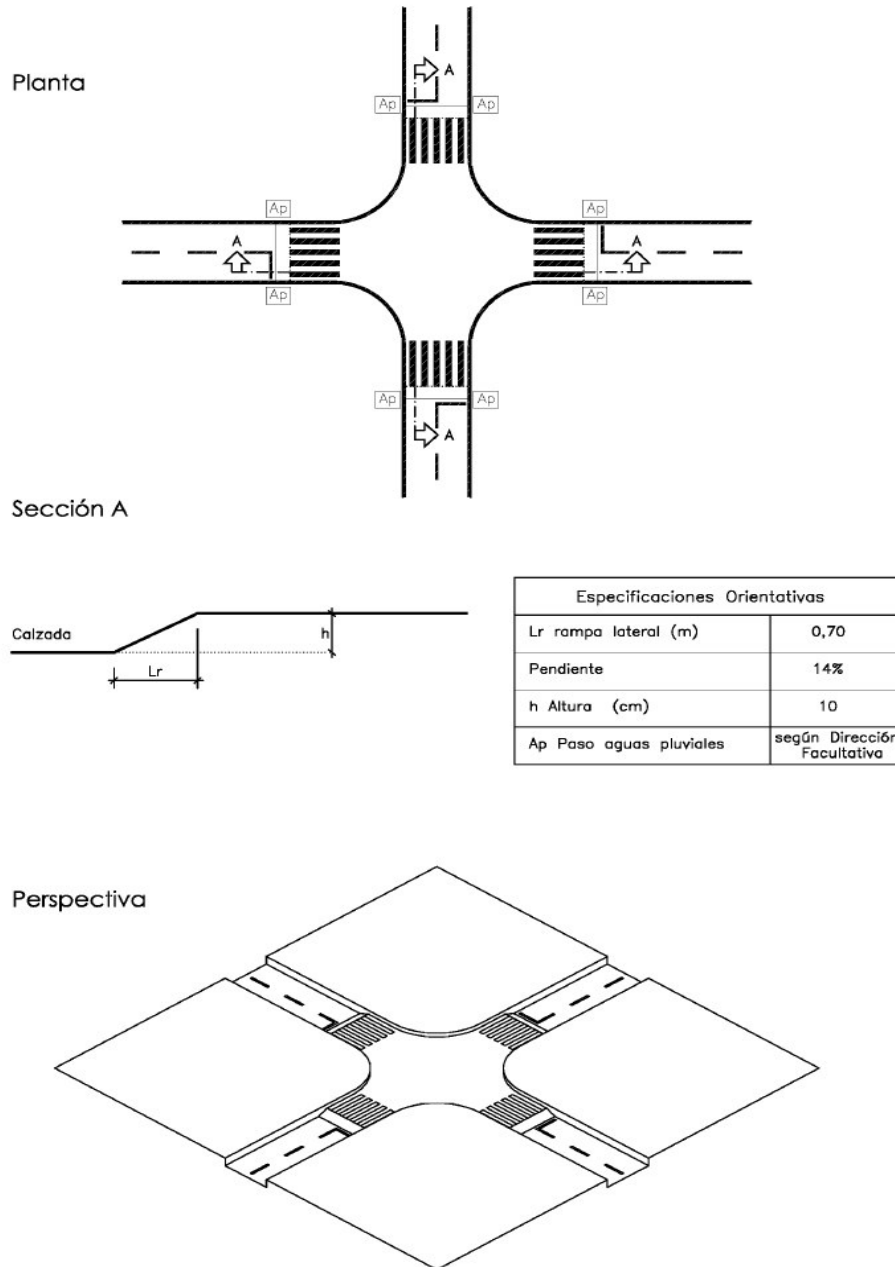 Planta
A
Ap Ap
Ap Ap
A A
Ap Ap
Ap Ap
A
Sección A
Calzada
h
Lr
Especificaciones Orientativas
Lr rampa lateral (m) 0,70
Pendiente 14%
h Altura (cm) 10
Ap Paso aguas pluviales según Dirección
Facultativa
Perspectiva